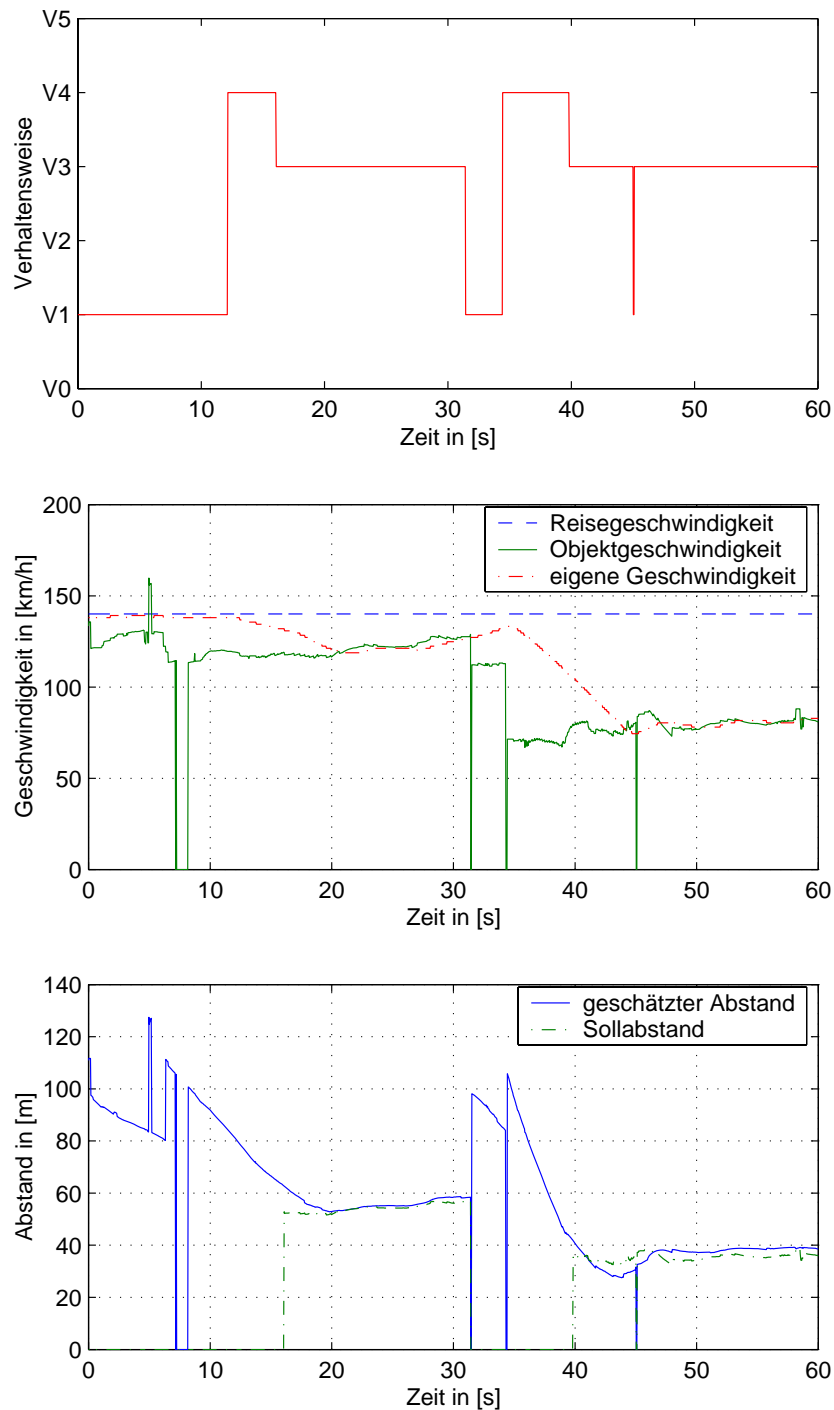 V5
V4
V3
V2
V1
V0
Verhaltensweise
0 10 20 30 40 50 60
Zeit in [s]
200
150
100
50
0
Geschwindigkeit in [km/h]
Reisegeschwindigkeit
Objektgeschwindigkeit
eigene Geschwindigkeit
0 10 20 30 40 50 60
Zeit in [s]
140
120
100
80
60
40
20
0
Abstand in [m]
geschätzter Abstand
Sollabstand
0 10 20 30 40 50 60
Zeit in [s]